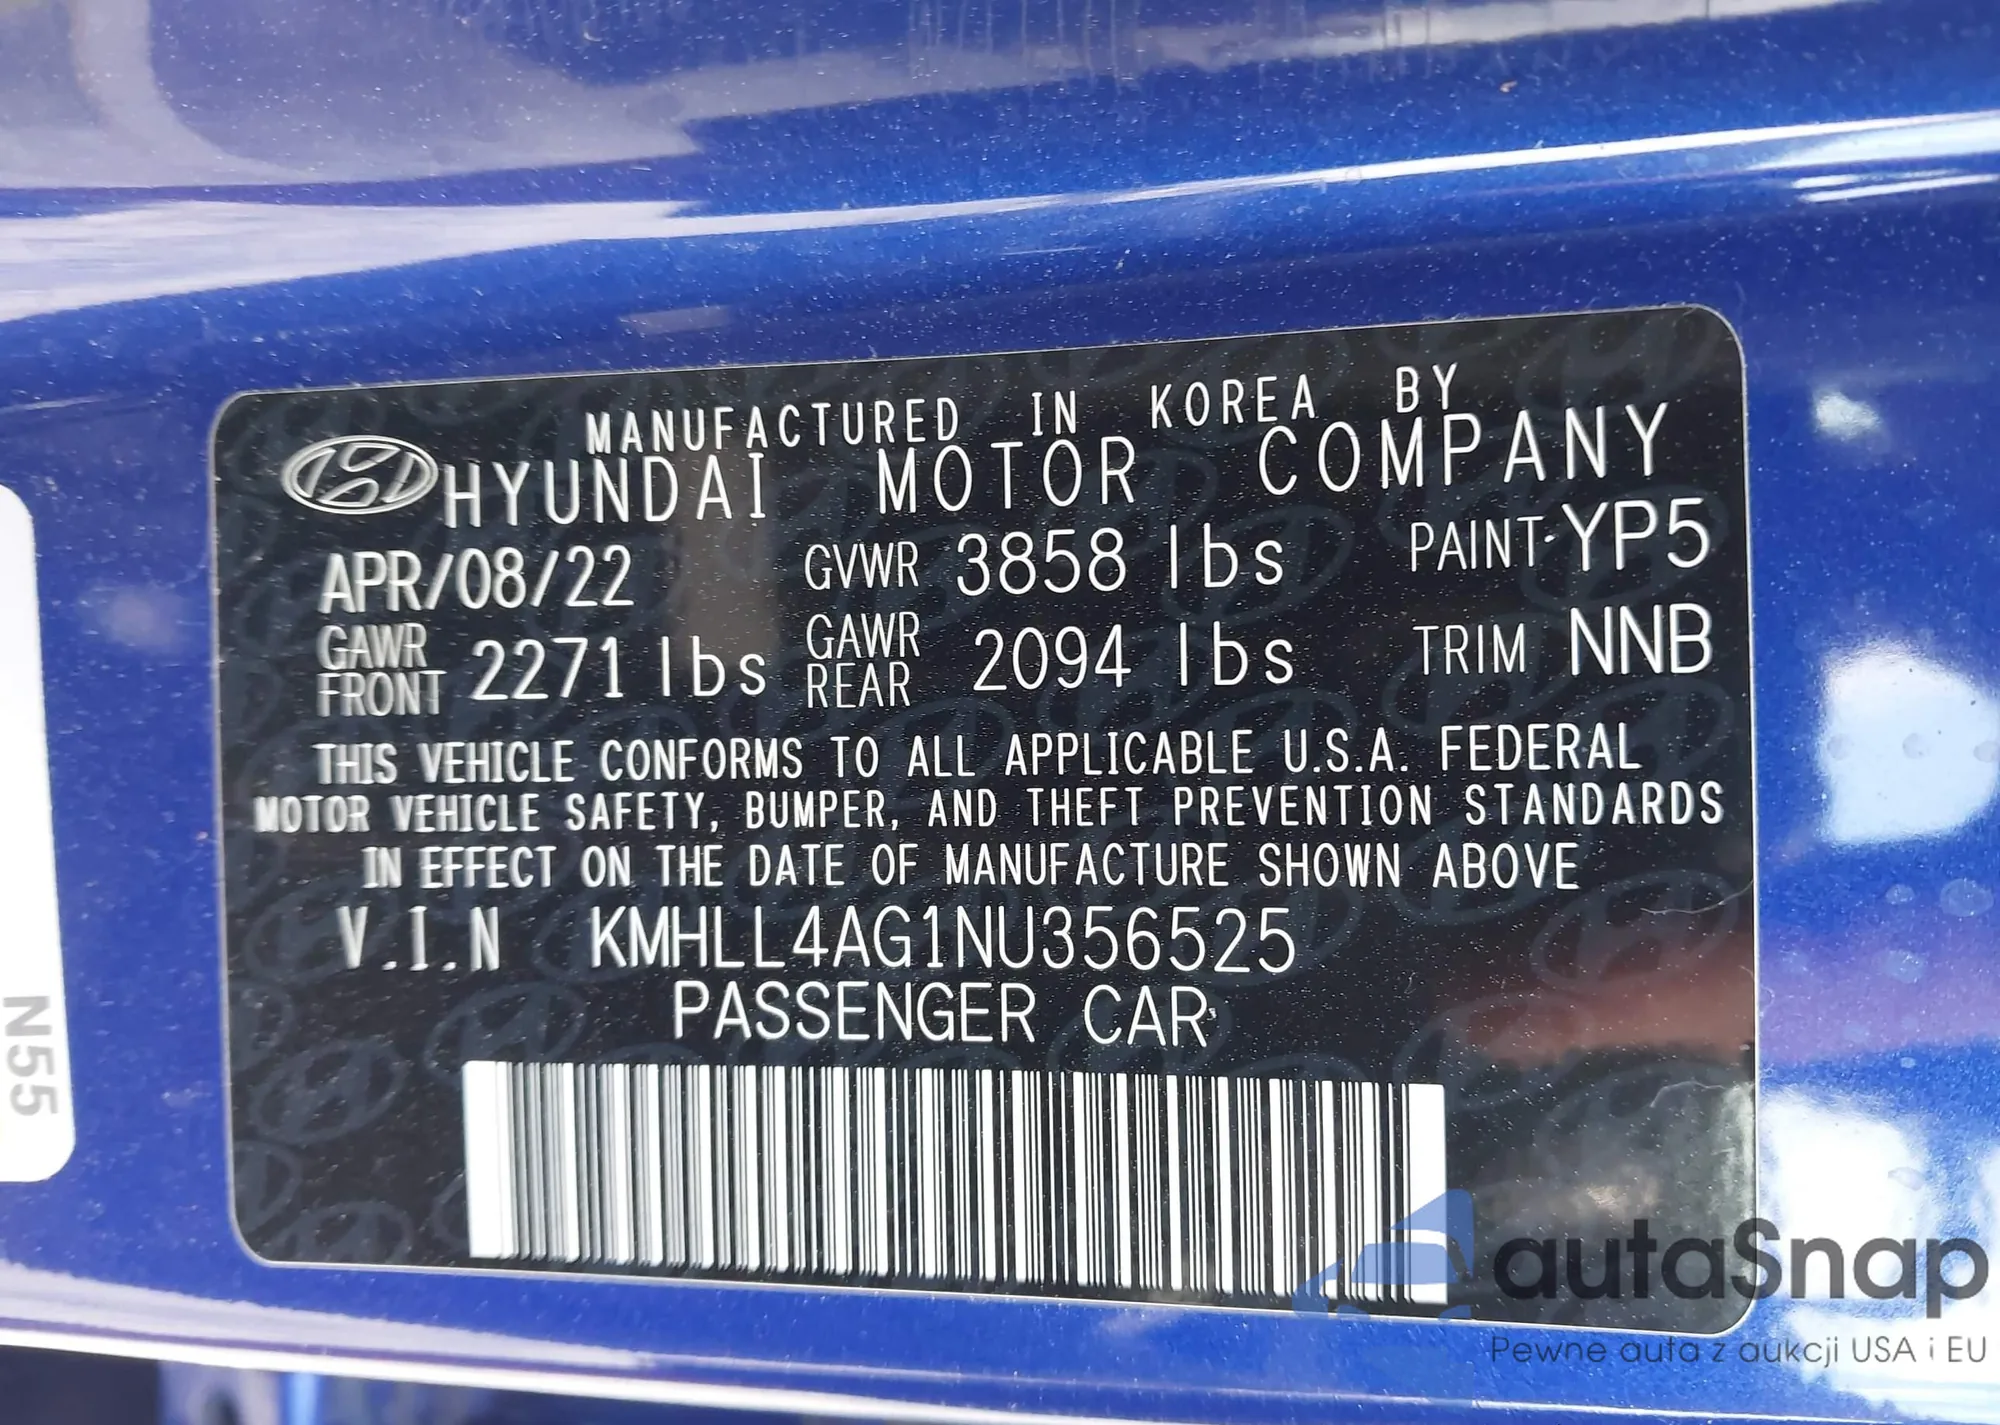 MANUFACTURED IN KOREA BY
HYUNDAI MOTOR COMPANY
APR/08/22 GVWR 3858 lbs PAINT YP5
GAWR FRONT 2271 lbs GAWR REAR 2094 lbs TRIM NNB
THIS VEHICLE CONFORMS TO ALL APPLICABLE U.S.A. FEDERAL
MOTOR VEHICLE SAFETY, BUMPER, AND THEFT PREVENTION STANDARDS
IN EFFECT ON THE DATE OF MANUFACTURE SHOWN ABOVE
V.I.N KMHLL4AG1NU356525
PASSENGER CAR
N55
autaSnap
Pewne auta z aukcji USA i EU